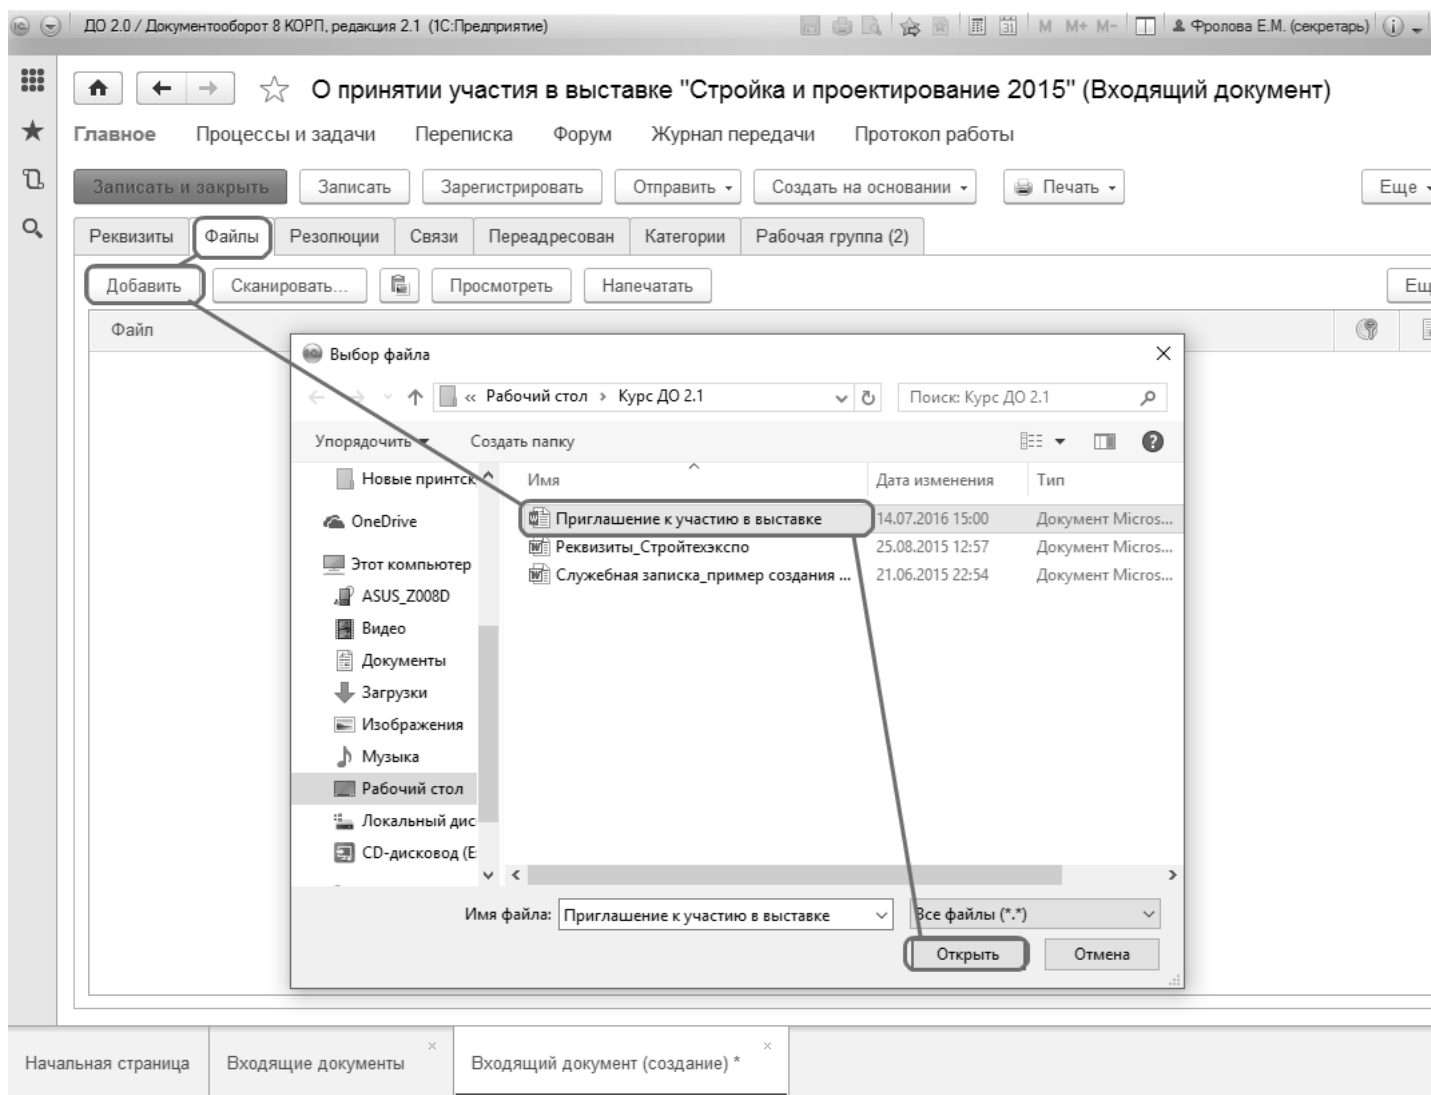 ДО 2.0 / Документооборот 8 КОРП, редакция 2.1 (1С:Предприятие) 31 M M+ M- Фролова Е.М. (секретарь)
О принятии участия в выставке "Стройка и проектирование 2015" (Входящий документ)
Главное Процессы и задачи Переписка Форум Журнал передачи Протокол работы
Записать и закрыть Записать Зарегистрировать Отправить Создать на основании Печать Еще
Реквизиты Файлы Резолюции Связи Переадресован Категории Рабочая группа (2)
Добавить Сканировать... Просмотреть Напечатать Ещ
Файл
Выбор файла
« Рабочий стол › Курс ДО 2.1 Поиск: Курс ДО 2.1
Упорядочить Создать папку
Новые принтск Имя Дата изменения Тип
OneDrive Приглашение к участию в выставке 14.07.2016 15:00 Документ Micros...
Реквизиты_Стройтехэкспо 25.08.2015 12:57 Документ Micros...
Этот компьютер Служебная записка_пример создания ... 21.06.2015 22:54 Документ Micros...
ASUS_Z008D
Видео
Документы
Загрузки
Изображения
Музыка
Рабочий стол
Локальный дис
CD-дисковод (E:
Имя файла: Приглашение к участию в выставке Все файлы (*.*)
Открыть Отмена
Начальная страница Входящие документы Входящий документ (создание) *